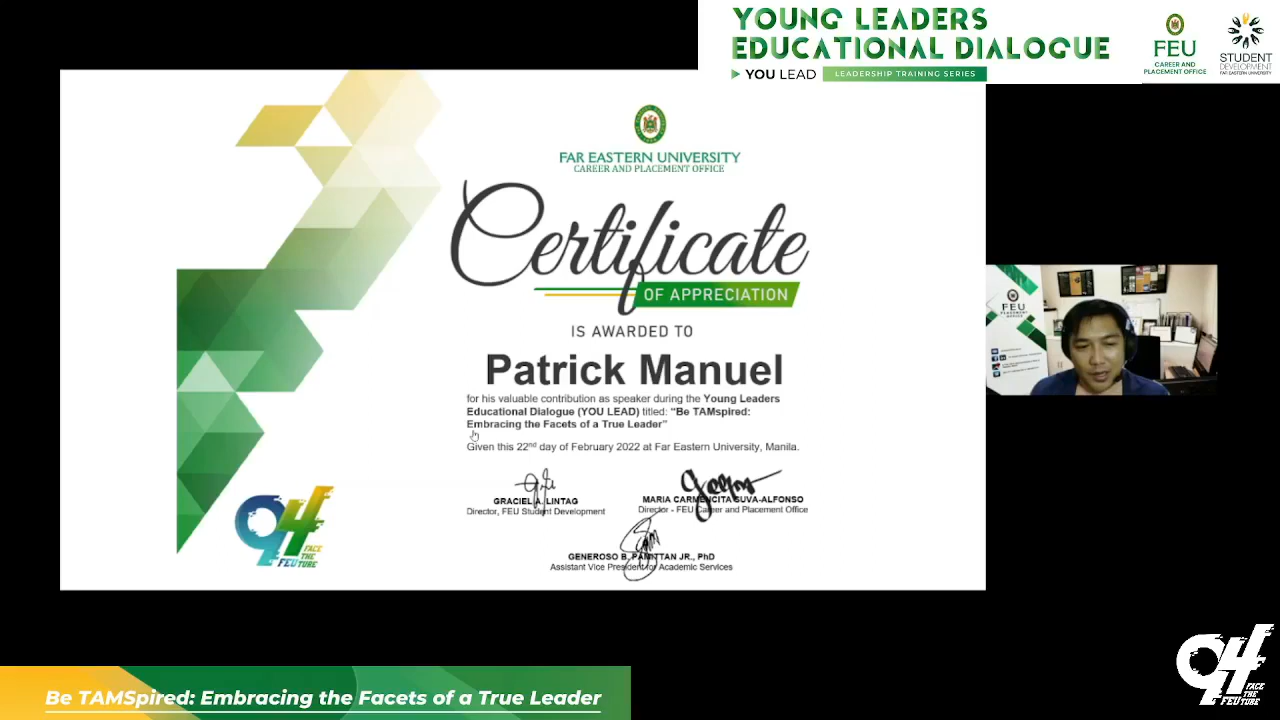 YOUNG LEADERS
EDUCATIONAL DIALOGUE
YOU LEAD
LEADERSHIP TRAINING SERIES
FEU
CAREER AND
PLACEMENT OFFICE
STUDENT
DEVELOPMENT
FAR EASTERN UNIVERSITY
FAR EASTERN UNIVERSITY
CAREER AND PLACEMENT OFFICE
Certificate
OF APPRECIATION
IS AWARDED TO
Patrick Manuel
for his valuable contribution as speaker during the Young Leaders
Educational Dialogue (YOU LEAD) titled: “Be TAMspired:
Embracing the Facets of a True Leader”
Given this 22nd day of February 2022 at Far Eastern University, Manila.
GRACIEL A. LINTAG
Director, FEU Student Development
MARIA CARMENCITA SUVA-ALFONSO
Director - FEU Career and Placement Office
GENEROSO B. PAMITTAN JR., PhD
Assistant Vice President for Academic Services
94
FACE
THE
FEUTURE
FEU
PLACEMENT
OFFICE
Be TAMSpired: Embracing the Facets of a True Leader
94
FACE
THE
FEUTURE